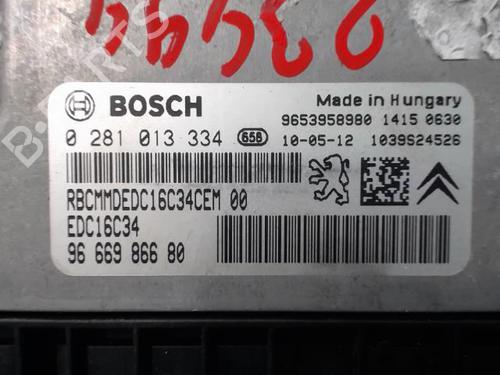 BOSCH
Made in Hungary
9653958980 1415 0630
0 281 013 334 658 10-05-12 1039S24526
RBCMMDEDC16C34CEM 00
EDC16C34
96 669 866 80